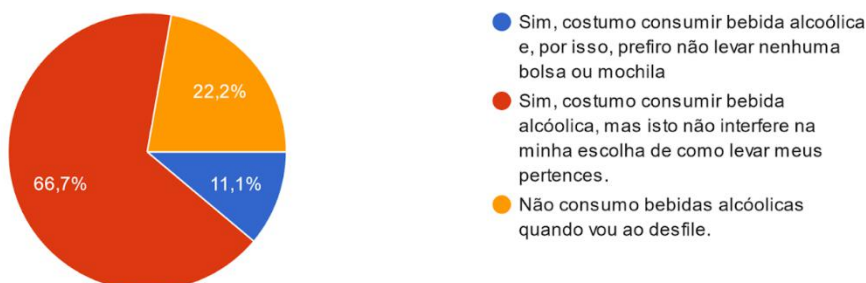 22,2%
66,7%
11,1%
Sim, costumo consumir bebida alcoólica
e, por isso, prefiro não levar nenhuma
bolsa ou mochila
Sim, costumo consumir bebida
alcóolica, mas isto não interfere na
minha escolha de como levar meus
pertences.
Não consumo bebidas alcóolicas
quando vou ao desfile.